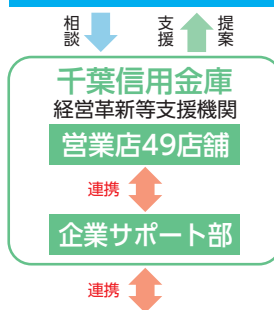 相談
支援
提案
千葉信用金庫
経営革新等支援機関
営業店49店舗
連携
企業サポート部
連携